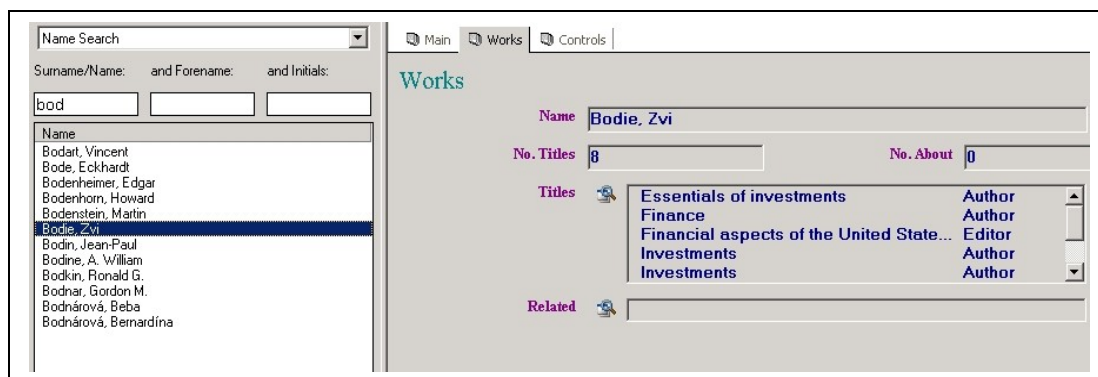 Name Search
Surname/Name: and Forename: and Initials:
bod
Name
Bodart, Vincent
Bode, Eckhardt
Bodenheimer, Edgar
Bodenhorn, Howard
Bodenstein, Martin
Bodie, Zvi
Bodin, Jean-Paul
Bodine, A. William
Bodkin, Ronald G.
Bodnar, Gordon M.
Bodnárová, Beba
Bodnárová, Bernardína
Main Works Controls
Works
Name Bodie, Zvi
No. Titles 8 No. About 0
Titles Essentials of investments Author
Finance Author
Financial aspects of the United State... Editor
Investments Author
Investments Author
Related